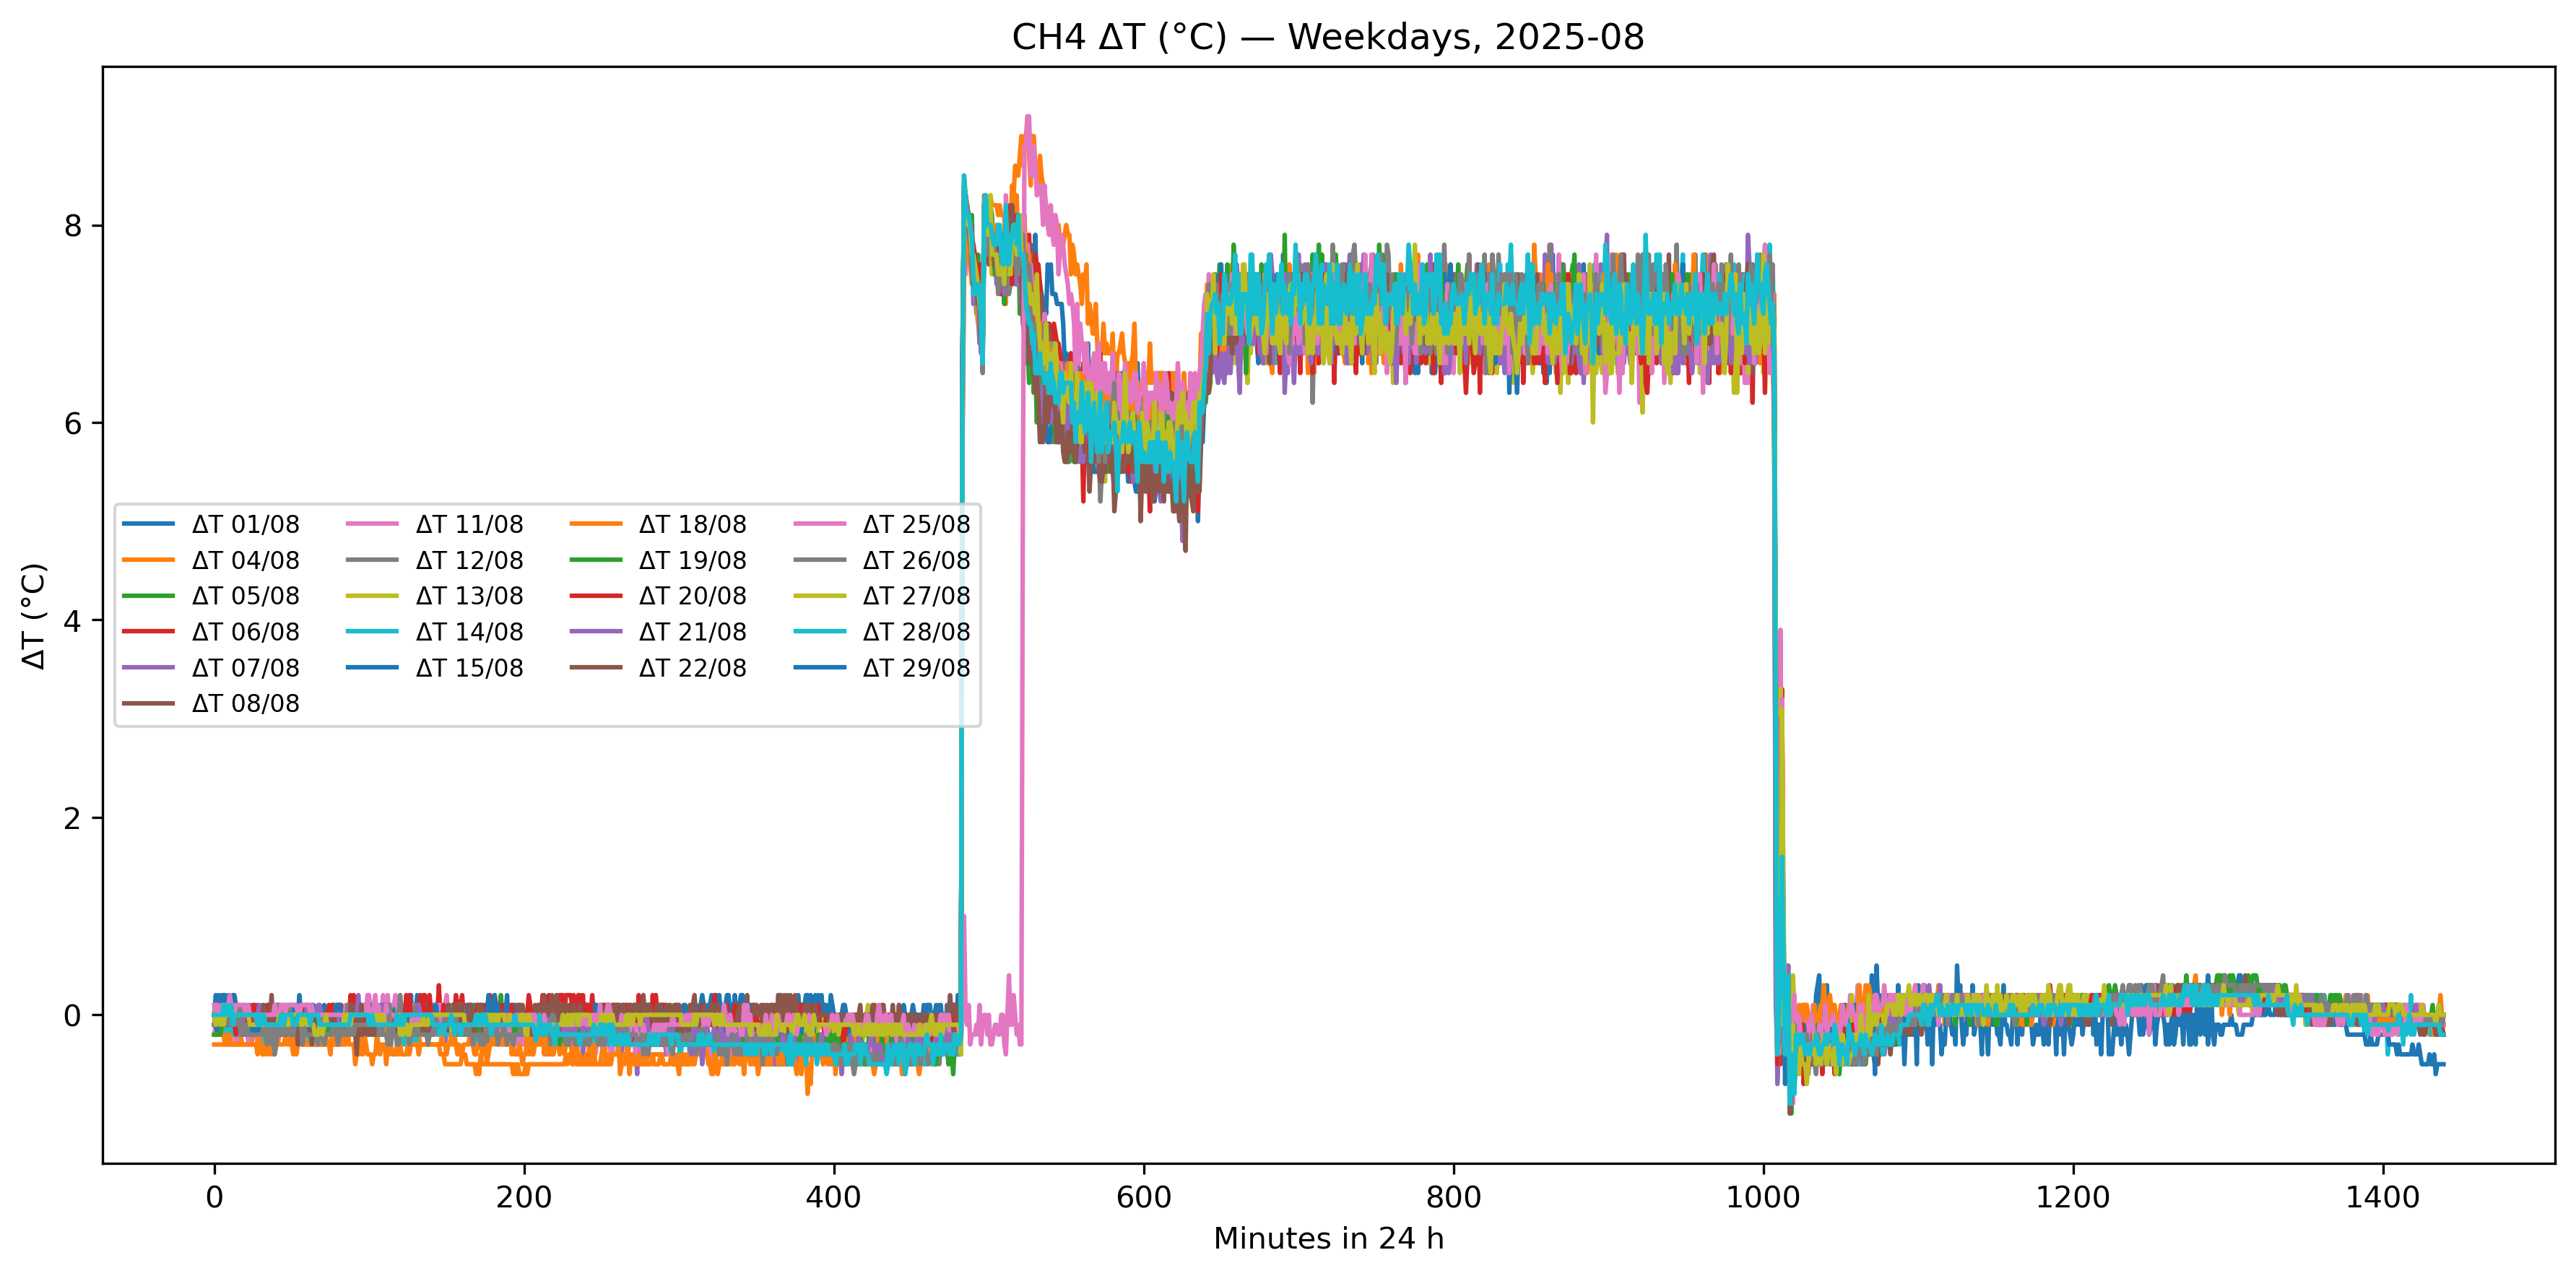 CH4 ΔT (°C) — Weekdays, 2025-08
ΔT (°C)
8
6
4
2
0
ΔT 01/08
ΔT 04/08
ΔT 05/08
ΔT 06/08
ΔT 07/08
ΔT 08/08
ΔT 11/08
ΔT 12/08
ΔT 13/08
ΔT 14/08
ΔT 15/08
ΔT 18/08
ΔT 19/08
ΔT 20/08
ΔT 21/08
ΔT 22/08
ΔT 25/08
ΔT 26/08
ΔT 27/08
ΔT 28/08
ΔT 29/08
0 200 400 600 800 1000 1200 1400
Minutes in 24 h